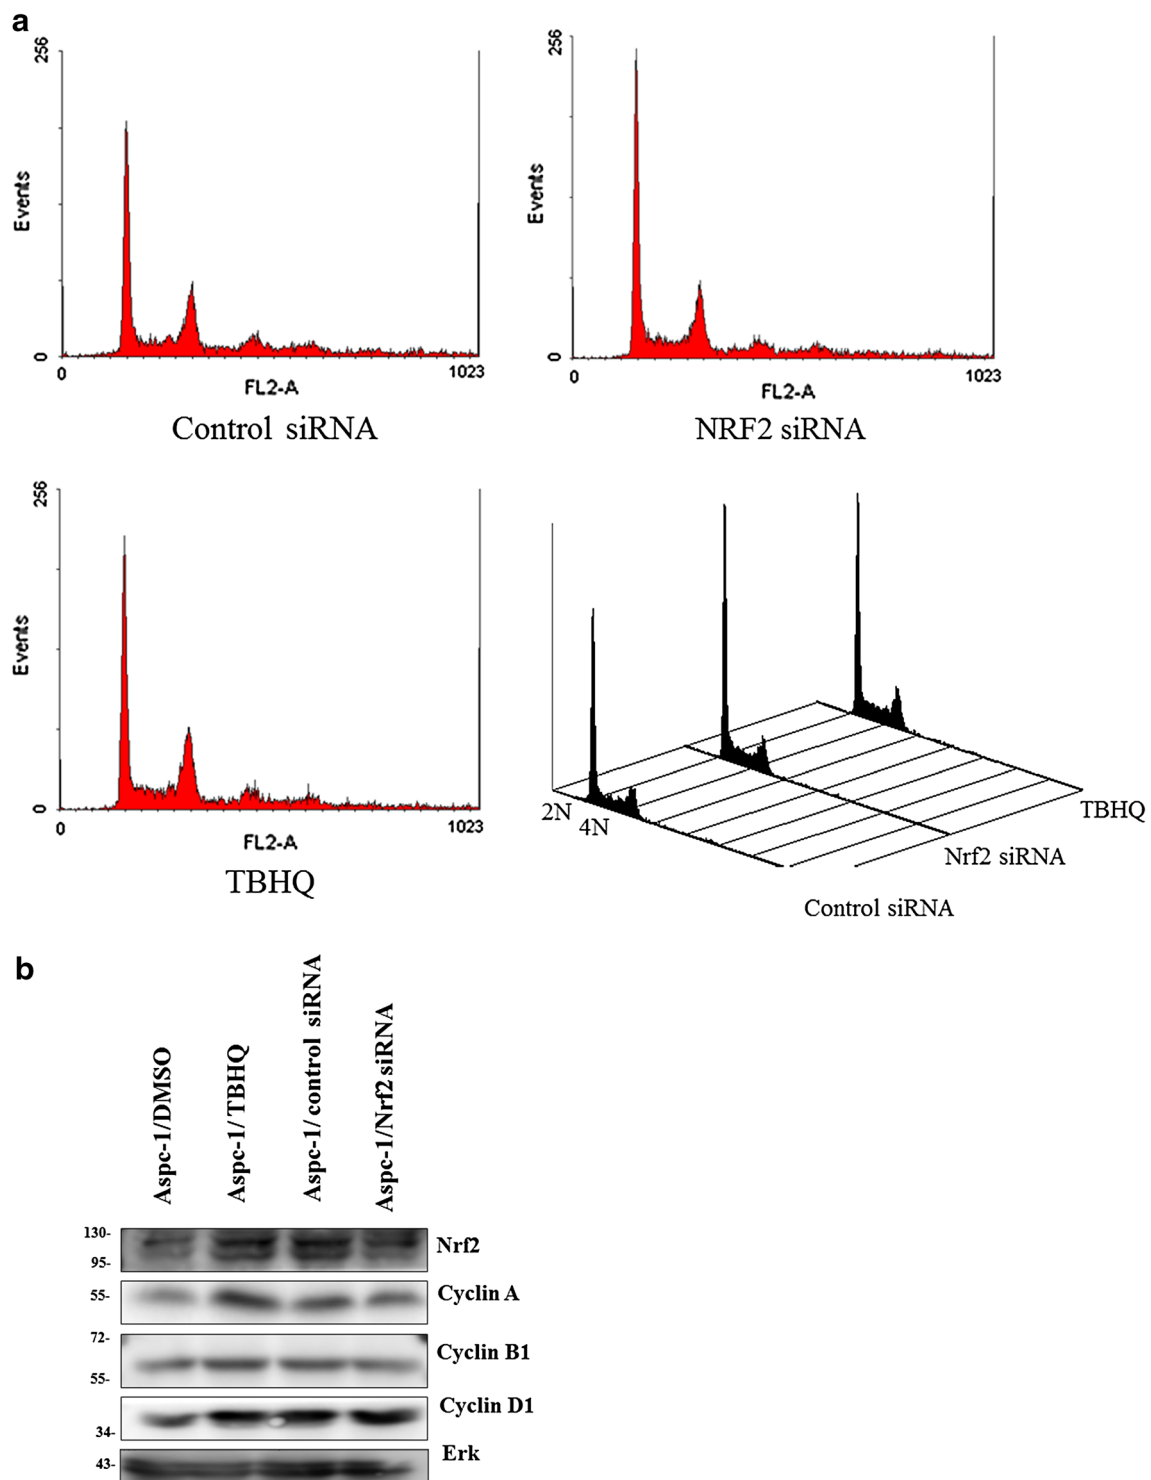 a
256
Events
0
0
1023
FL2-A
Control siRNA
256
Events
0
0
1023
FL2-A
NRF2 siRNA
256
Events
0
0
1023
FL2-A
TBHQ
2N
4N
TBHQ
Nrf2 siRNA
Control siRNA
b
Aspc-1/DMSO
Aspc-1/TBHQ
Aspc-1/control siRNA
Aspc-1/Nrf2 siRNA
130-
95-
Nrf2
55-
Cyclin A
72-
55-
Cyclin B1
34-
Cyclin D1
43-
Erk